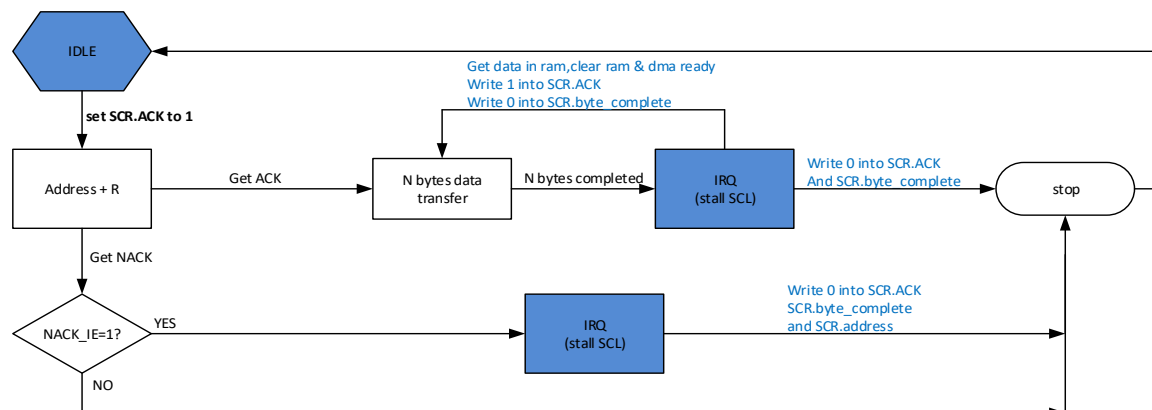 IDLE
Get data in ram,clear ram & dma ready
Write 1 into SCR.ACK
Write 0 into SCR.byte_complete
set SCR.ACK to 1
Address + R
Get ACK
N bytes data
transfer
N bytes completed
IRQ
(stall SCL)
Write 0 into SCR.ACK
And SCR.byte_complete
stop
Get NACK
NACK_IE=1?
YES
IRQ
(stall SCL)
Write 0 into SCR.ACK
SCR.byte_complete
and SCR.address
NO